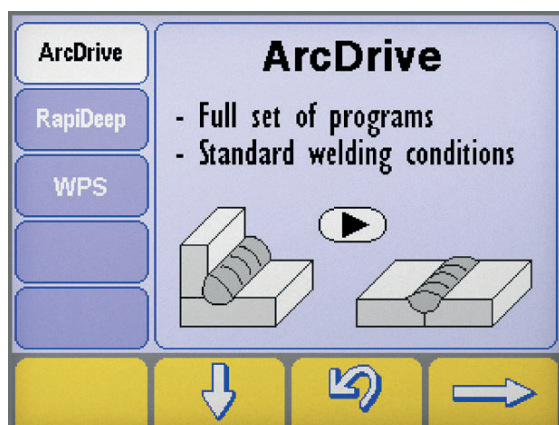 ArcDrive
RapiDeep
WPS
ArcDrive
- Full set of programs
- Standard welding conditions